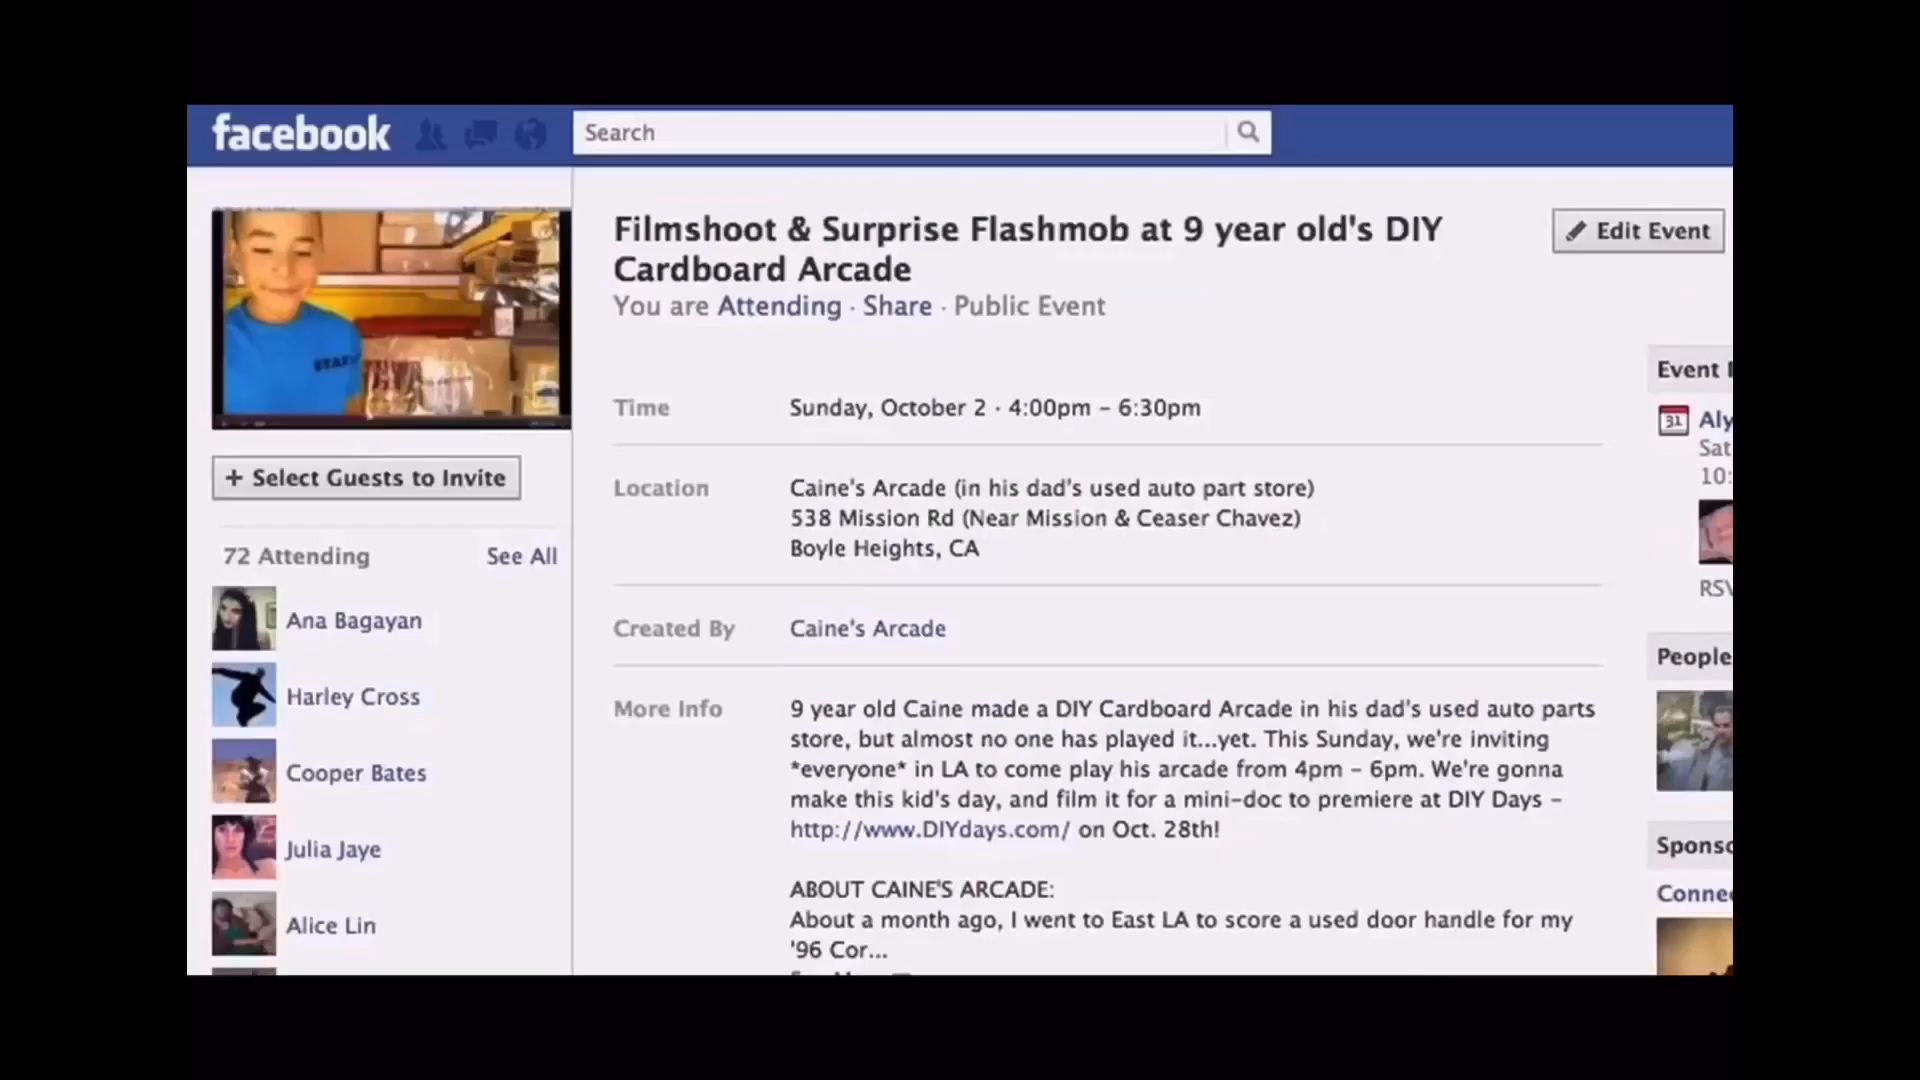 facebook
Search
Filmshoot & Surprise Flashmob at 9 year old's DIY
Cardboard Arcade
Edit Event
You are Attending · Share · Public Event
STAFF
+ Select Guests to Invite
72 Attending See All
Ana Bagayan
Harley Cross
Cooper Bates
Julia Jaye
Alice Lin
Time Sunday, October 2 · 4:00pm – 6:30pm
Location Caine's Arcade (in his dad's used auto part store)
538 Mission Rd (Near Mission & Ceaser Chavez)
Boyle Heights, CA
Created By Caine's Arcade
More Info 9 year old Caine made a DIY Cardboard Arcade in his dad's used auto parts
store, but almost no one has played it...yet. This Sunday, we're inviting
*everyone* in LA to come play his arcade from 4pm – 6pm. We're gonna
make this kid's day, and film it for a mini-doc to premiere at DIY Days –
http://www.DIYdays.com/ on Oct. 28th!
ABOUT CAINE'S ARCADE:
About a month ago, I went to East LA to score a used door handle for my
'96 Cor...
Event
31 Aly
Sat
10:
RSV
People
Sponso
Connec